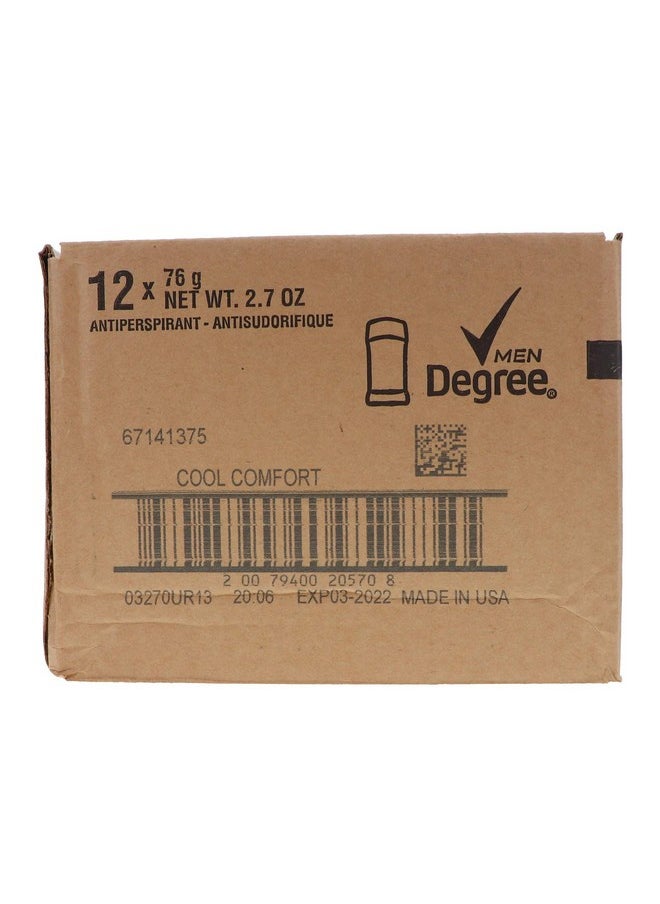 12 x 76 g
NET WT. 2.7 OZ
ANTIPERSPIRANT - ANTISUDORIFIQUE
MEN
Degree®
67141375
COOL COMFORT
2 00 79400 20570 8
03270UR13 20:06 EXP03-2022 MADE IN USA